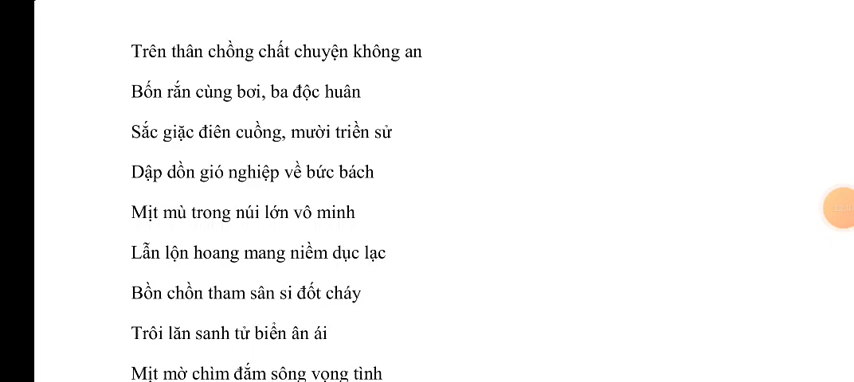 Trên thân chồng chất chuyện không an
Bốn rắn cùng bơi, ba độc huân
Sắc giặc điên cuồng, mười triền sử
Dập dồn gió nghiệp về bức bách
Mịt mù trong núi lớn vô minh
Lẫn lộn hoang mang niềm dục lạc
Bồn chồn tham sân si đốt cháy
Trôi lăn sanh tử biển ân ái
Mịt mờ chìm đắm sông vọng tình